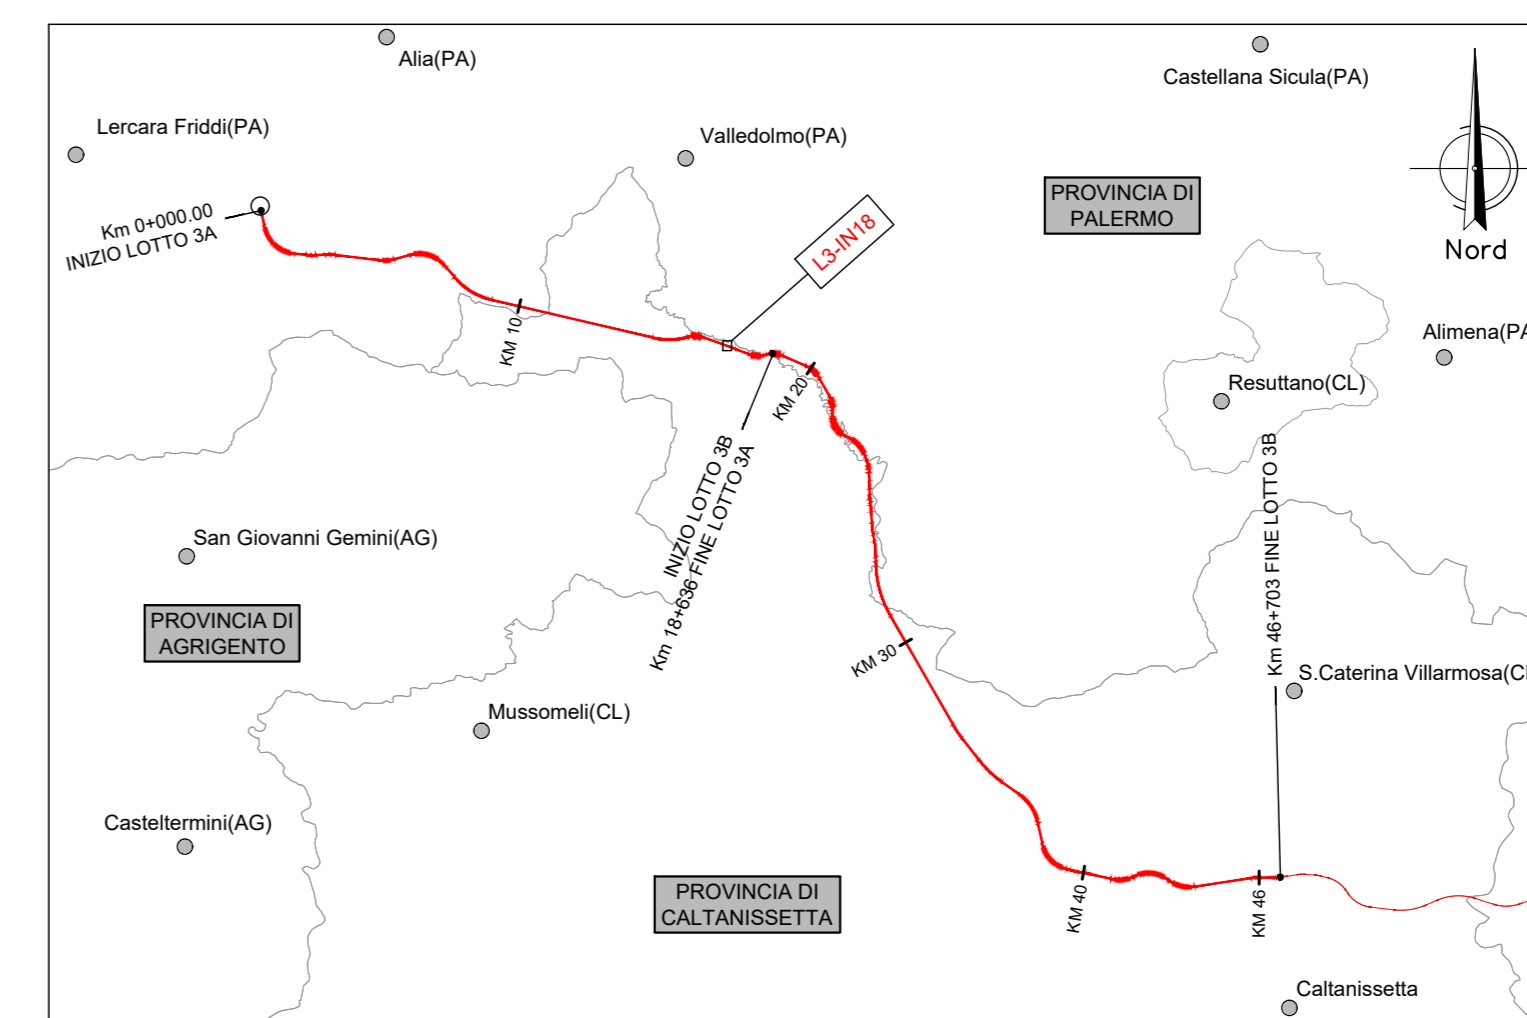 Alia(PA)
Castellana Sicula(PA)
Lercara Friddi(PA)
Valledolmo(PA)
PROVINCIA DI
PALERMO
Nord
Km 0+000.00
INIZIO LOTTO 3A
L3-IN18
KM 10
Alimena(PA
Resuttano(CL)
KM 20
INIZIO LOTTO 3B
Km 18+636 FINE LOTTO 3A
Km 46+703 FINE LOTTO 3B
San Giovanni Gemini(AG)
PROVINCIA DI
AGRIGENTO
KM 30
S.Caterina Villarmosa(C
Mussomeli(CL)
Casteltermini(AG)
PROVINCIA DI
CALTANISSETTA
KM 40
KM 46
Caltanissetta